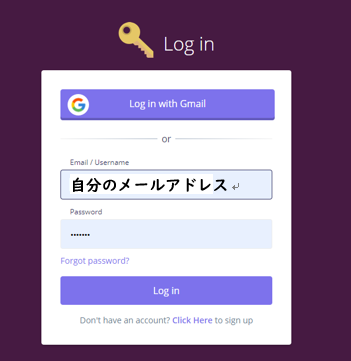 Log in
Log in with Gmail
or
Email / Username
自分のメールアドレス ↵
Password
•••••••
Forgot password?
Log in
Don't have an account? Click Here to sign up